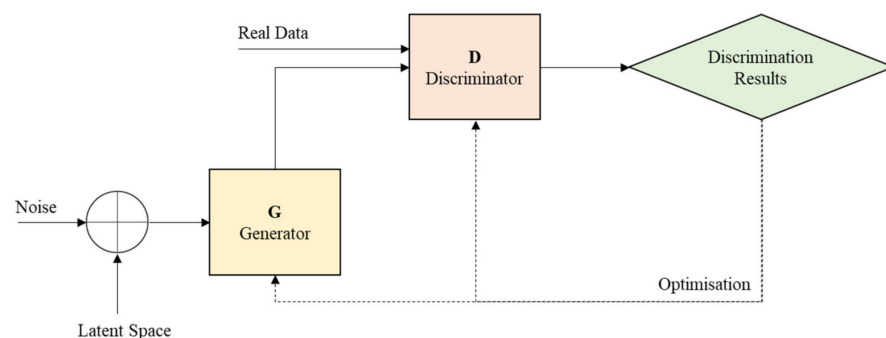 Real Data
D
Discriminator
Discrimination
Results
Noise
G
Generator
Optimisation
Latent Space